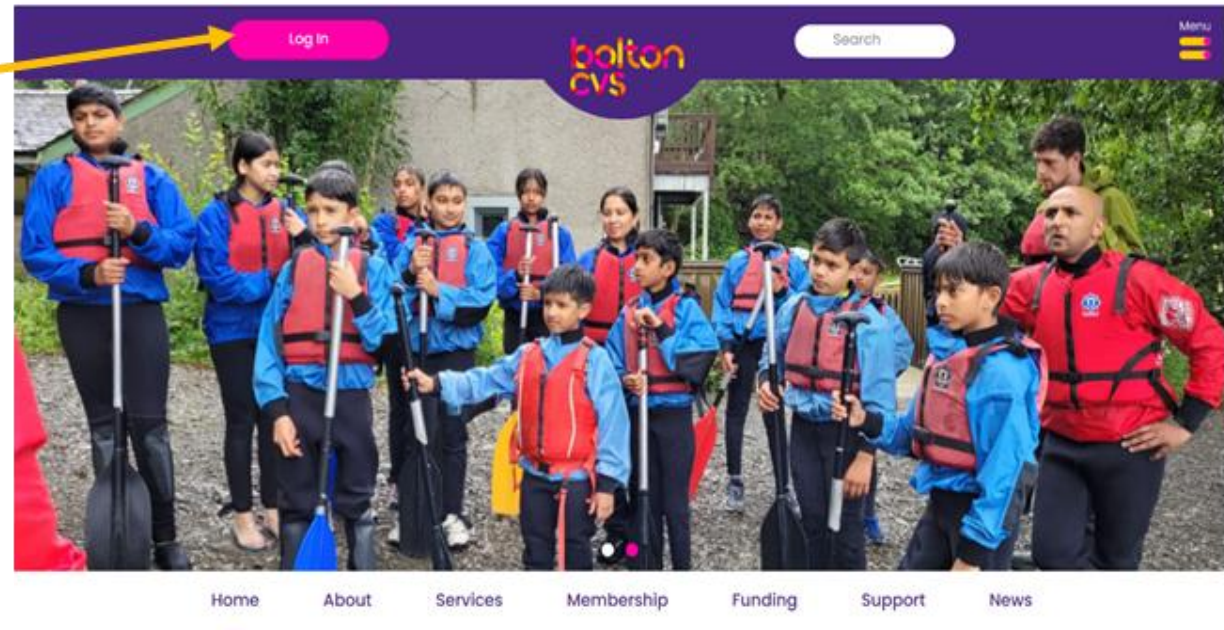 Log In
bolton
CVS
Search
Menu
Home About Services Membership Funding Support News